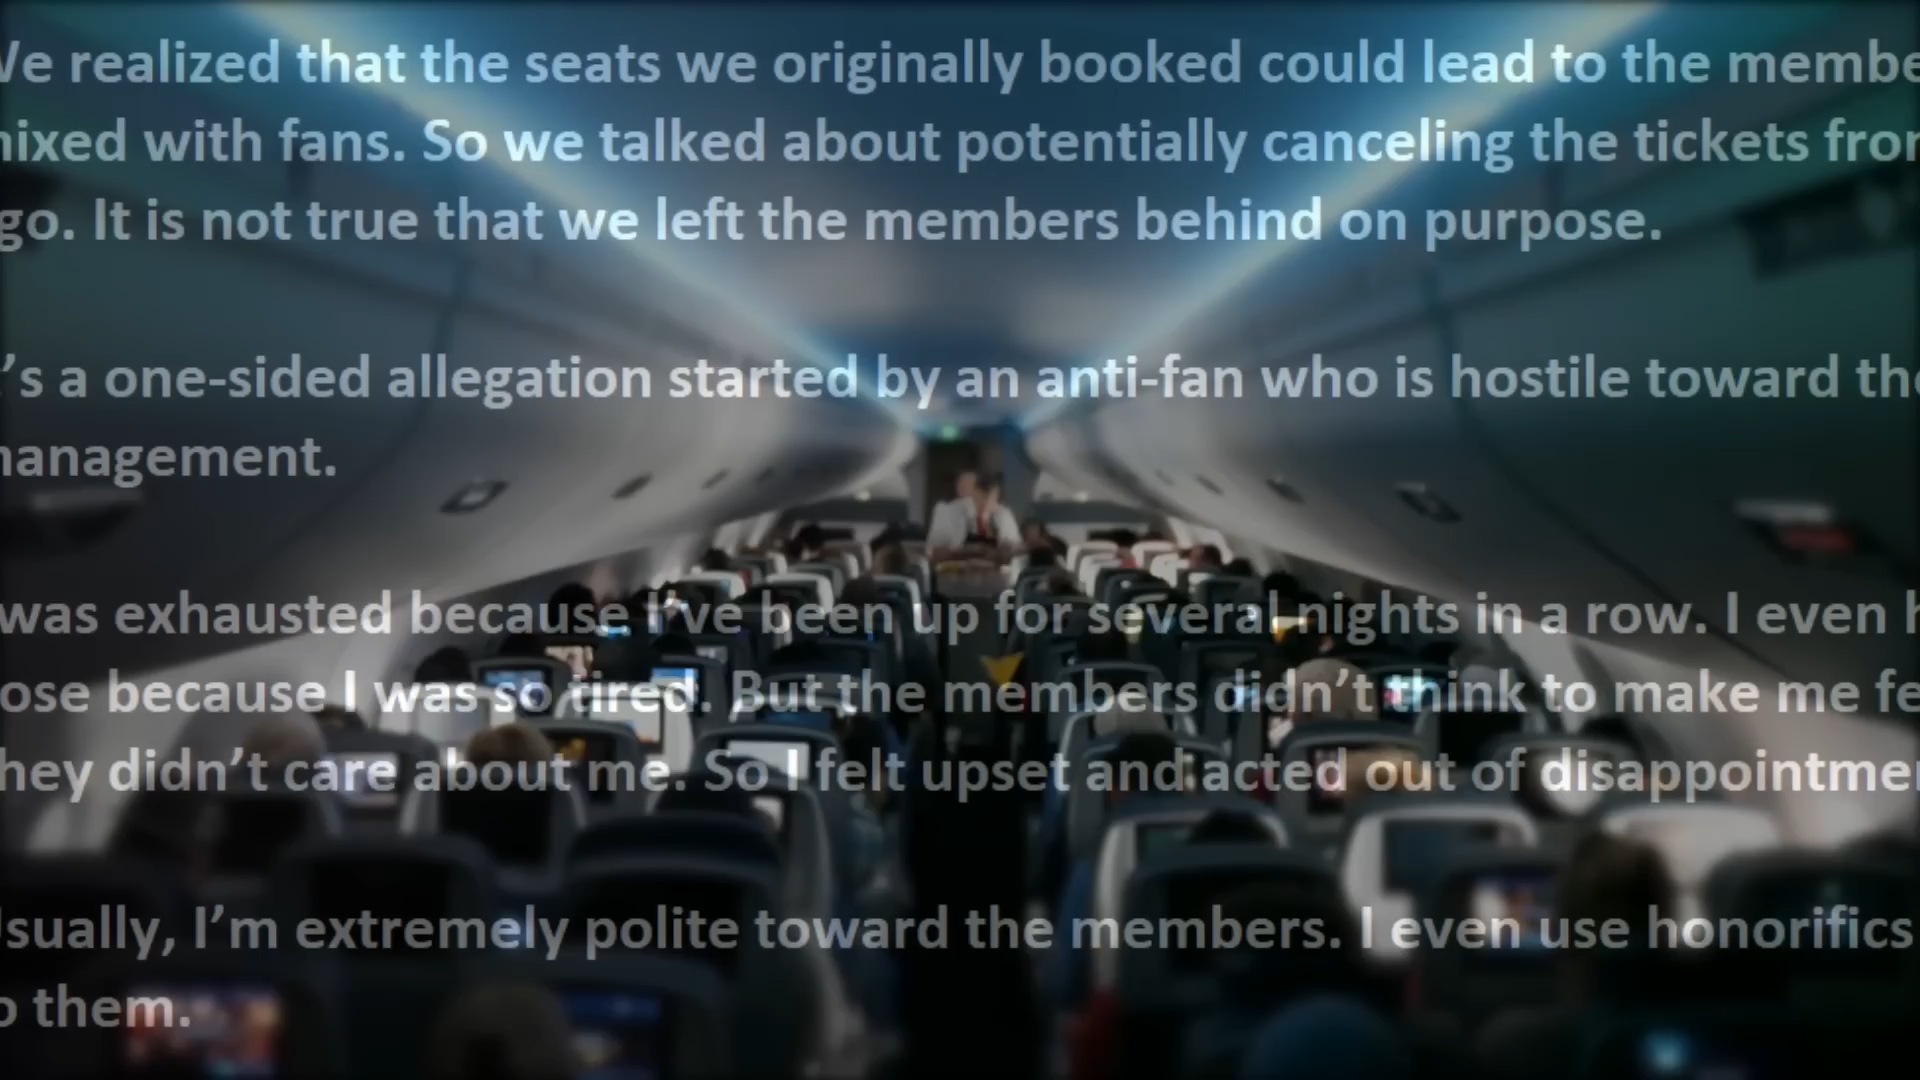 We realized that the seats we originally booked could lead to the membe
mixed with fans. So we talked about potentially canceling the tickets fro
go. It is not true that we left the members behind on purpose.
's a one-sided allegation started by an anti-fan who is hostile toward the
management.
was exhausted because I've been up for several nights in a row. I even h
ose because I was so tired. But the members didn't think to make me fe
they didn't care about me. So I felt upset and acted out of disappointme
Usually, I'm extremely polite toward the members. I even use honorifics
o them.